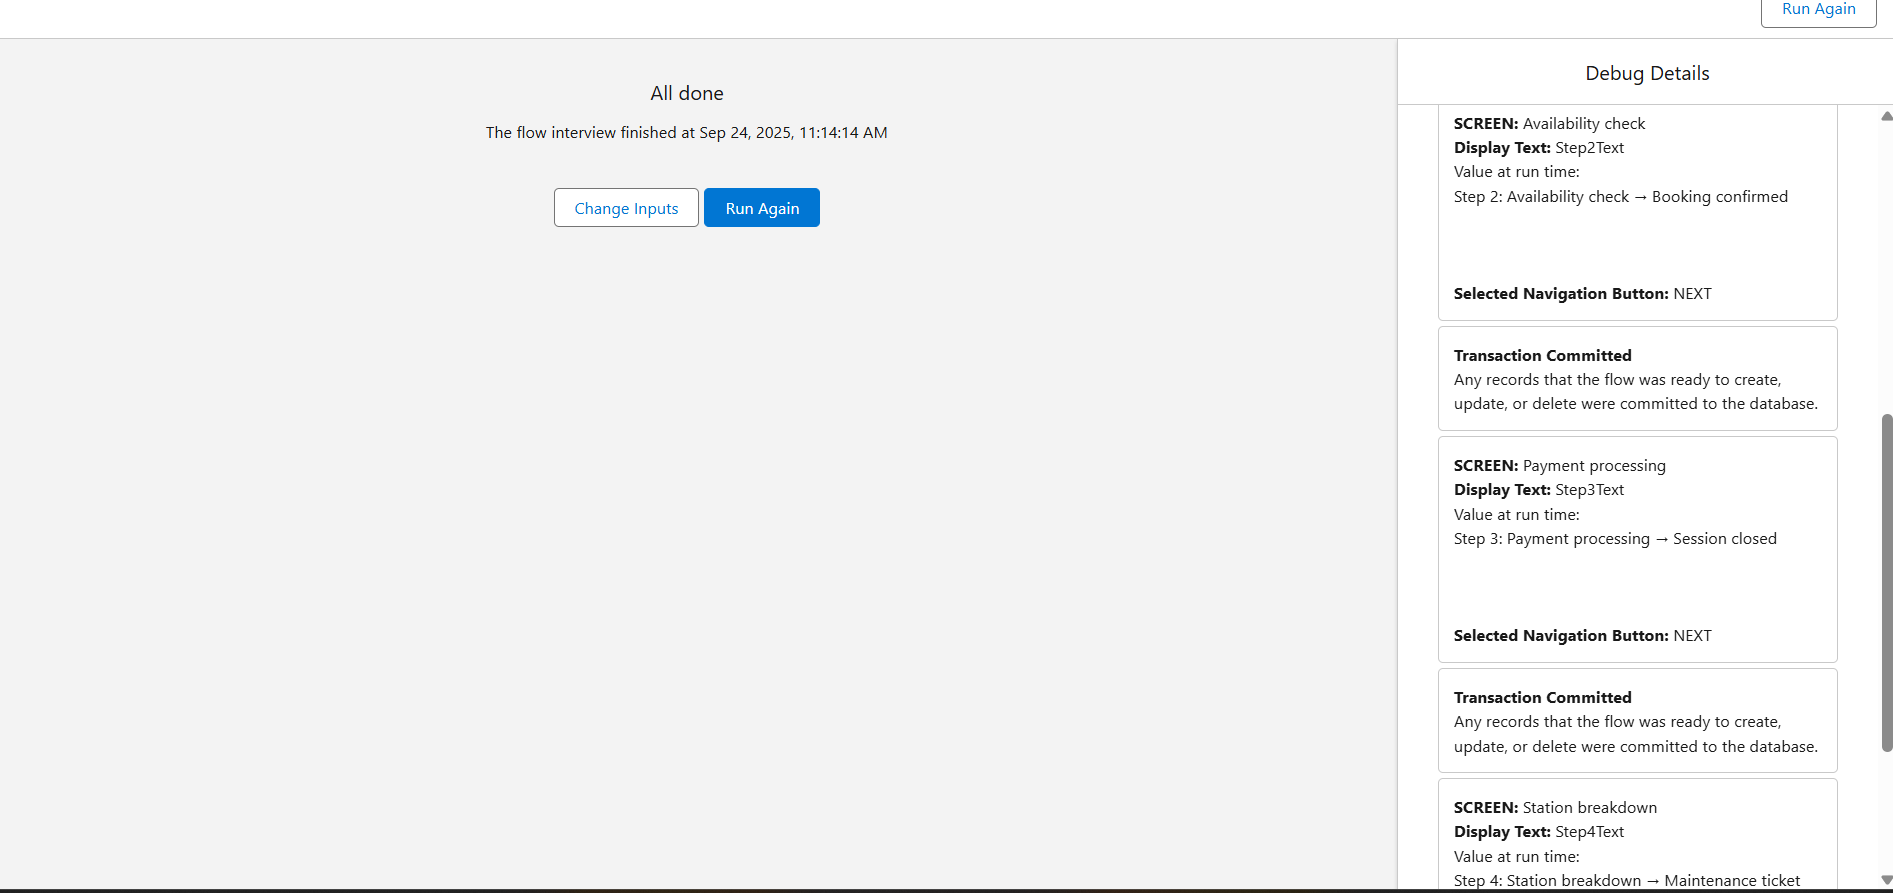 Run Again
All done
The flow interview finished at Sep 24, 2025, 11:14:14 AM
Change Inputs
Run Again
Debug Details
SCREEN: Availability check
Display Text: Step2Text
Value at run time:
Step 2: Availability check → Booking confirmed
Selected Navigation Button: NEXT
Transaction Committed
Any records that the flow was ready to create,
update, or delete were committed to the database.
SCREEN: Payment processing
Display Text: Step3Text
Value at run time:
Step 3: Payment processing → Session closed
Selected Navigation Button: NEXT
Transaction Committed
Any records that the flow was ready to create,
update, or delete were committed to the database.
SCREEN: Station breakdown
Display Text: Step4Text
Value at run time:
Step 4: Station breakdown → Maintenance ticket